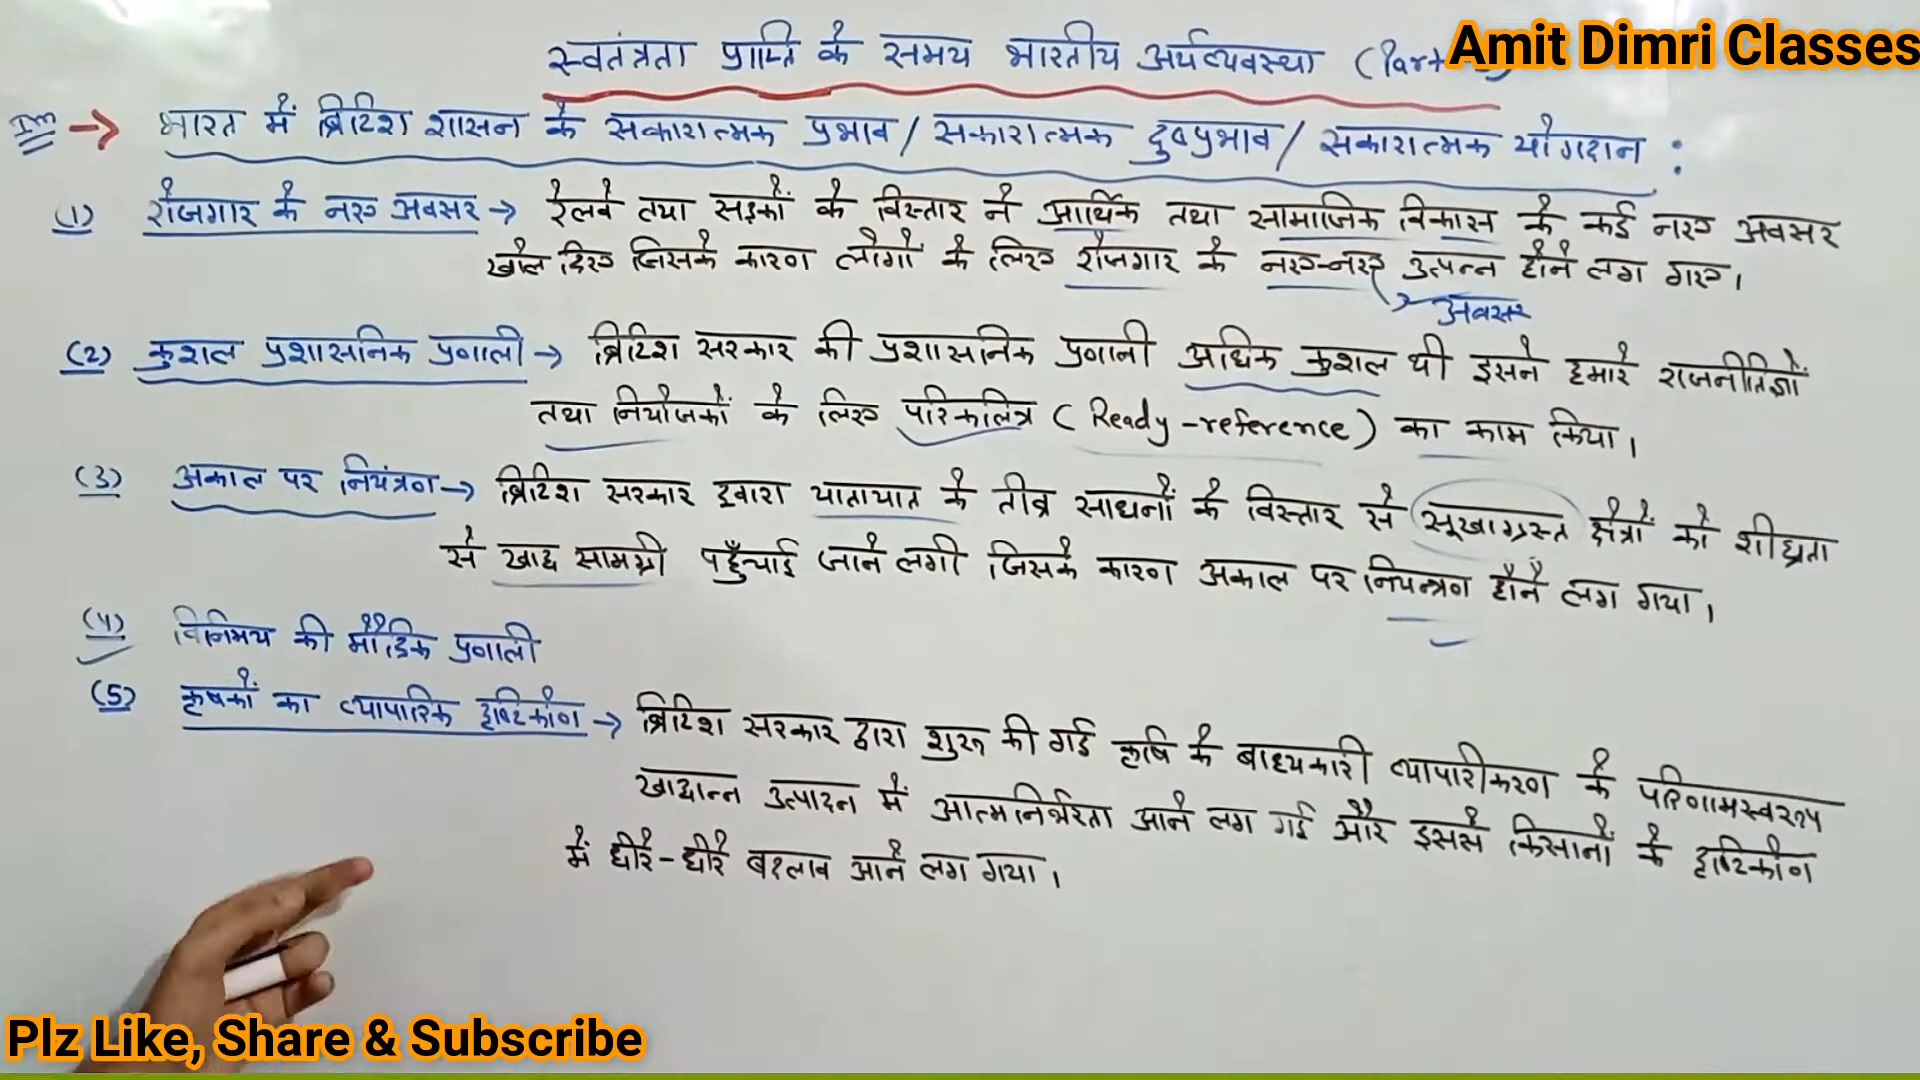 स्वतंत्रता प्राप्ति के समय भारतीय अर्थव्यवस्था (Part
Amit Dimri Classes
Im → भारत में ब्रिटिश शासन के सकारात्मक प्रभाव / सकारात्मक दुष्प्रभाव / सकारात्मक योगदान :
(1) रोजगार के नए अवसर → रेलवे तथा सड़कों के विस्तार ने आर्थिक तथा सामाजिक विकास के कई नए अवसर
खोल दिए जिसके कारण लोगों के लिए रोजगार के नए-नए उत्पन्न होने लग गए।
→ अवसर
(2) कुशल प्रशासनिक प्रणाली → ब्रिटिश सरकार की प्रशासनिक प्रणाली अधिक कुशल थी इसने हमारे राजनीतिज्ञों
तथा नियोजकों के लिए परिकलित्र (Ready-reference) का काम किया।
(3) अकाल पर नियंत्रण → ब्रिटिश सरकार द्वारा यातायात के तीव्र साधनों के विस्तार से सूखाग्रस्त क्षेत्रों को शीघ्रता
से खाद्य सामग्री पहुँचाई जाने लगी जिसके कारण अकाल पर नियन्त्रण होने लग गया।
(4) विनिमय की मौद्रिक प्रणाली
(5) कृषकों का व्यापारिक दृष्टिकोण → ब्रिटिश सरकार द्वारा शुरू की गई कृषि के बाध्यकारी व्यापारीकरण के परिणामस्वरूप
खाद्यान्न उत्पादन में आत्मनिर्भरता आने लग गई और इससे किसानों के दृष्टिकोण
में धीरे-धीरे बदलाव आने लग गया।
Plz Like, Share & Subscribe